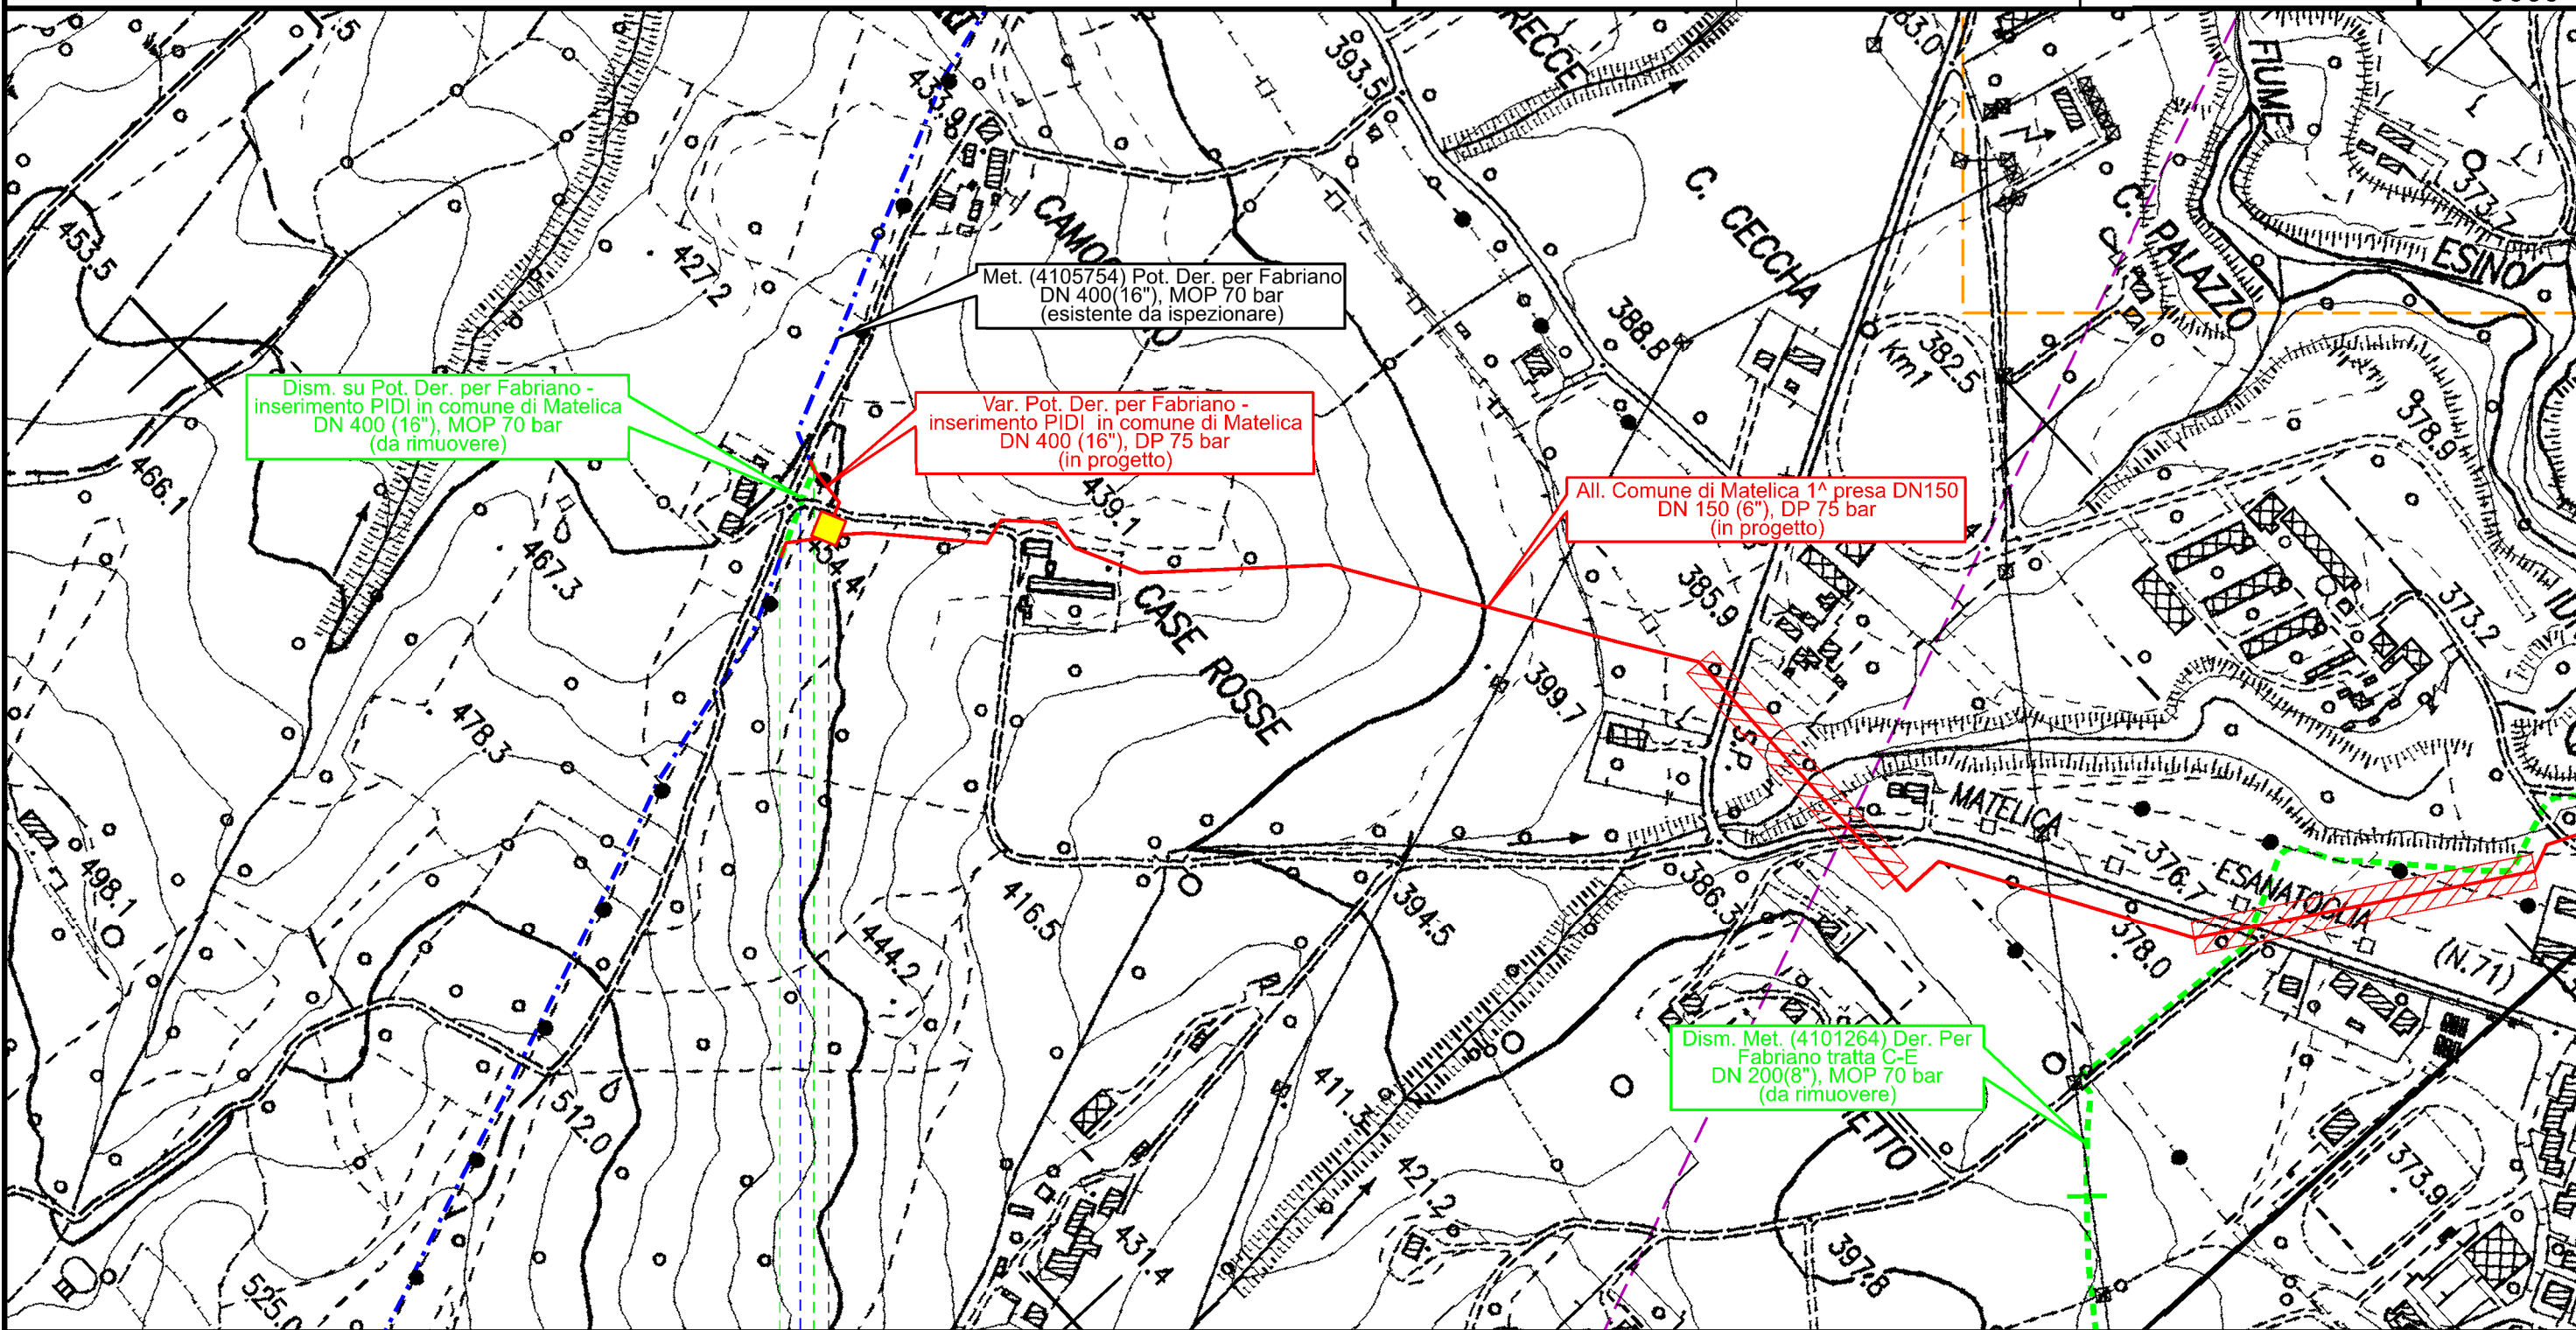 433.9
393.5
383.0
FIUME
C. CECCHA
C. PALAZZO
373.7
ESINO
453.5
427.2
Met. (4105754) Pot. Der. per Fabriano
DN 400(16"), MOP 70 bar
(esistente da ispezionare)
388.8
Km1
382.5
Dism. su Pot. Der. per Fabriano -
inserimento PIDI in comune di Matelica
DN 400 (16"), MOP 70 bar
(da rimuovere)
Var. Pot. Der. per Fabriano -
inserimento PIDI in comune di Matelica
DN 400 (16"), DP 75 bar
(in progetto)
378.9
466.1
439.1
All. Comune di Matelica 1^ presa DN150
DN 150 (6"), DP 75 bar
(in progetto)
467.3
454.4
CASE ROSSE
385.9
373.2
478.3
399.7
S.P.
MATELICA
498.1
416.5
394.5
386.3
376.7
ESANATOGLIA
378.0
(N.71)
444.2
Dism. Met. (4101264) Der. Per
Fabriano tratta C-E
DN 200(8"), MOP 70 bar
(da rimuovere)
512.0
411.3
421.2
373.9
431.4
397.8
525.0